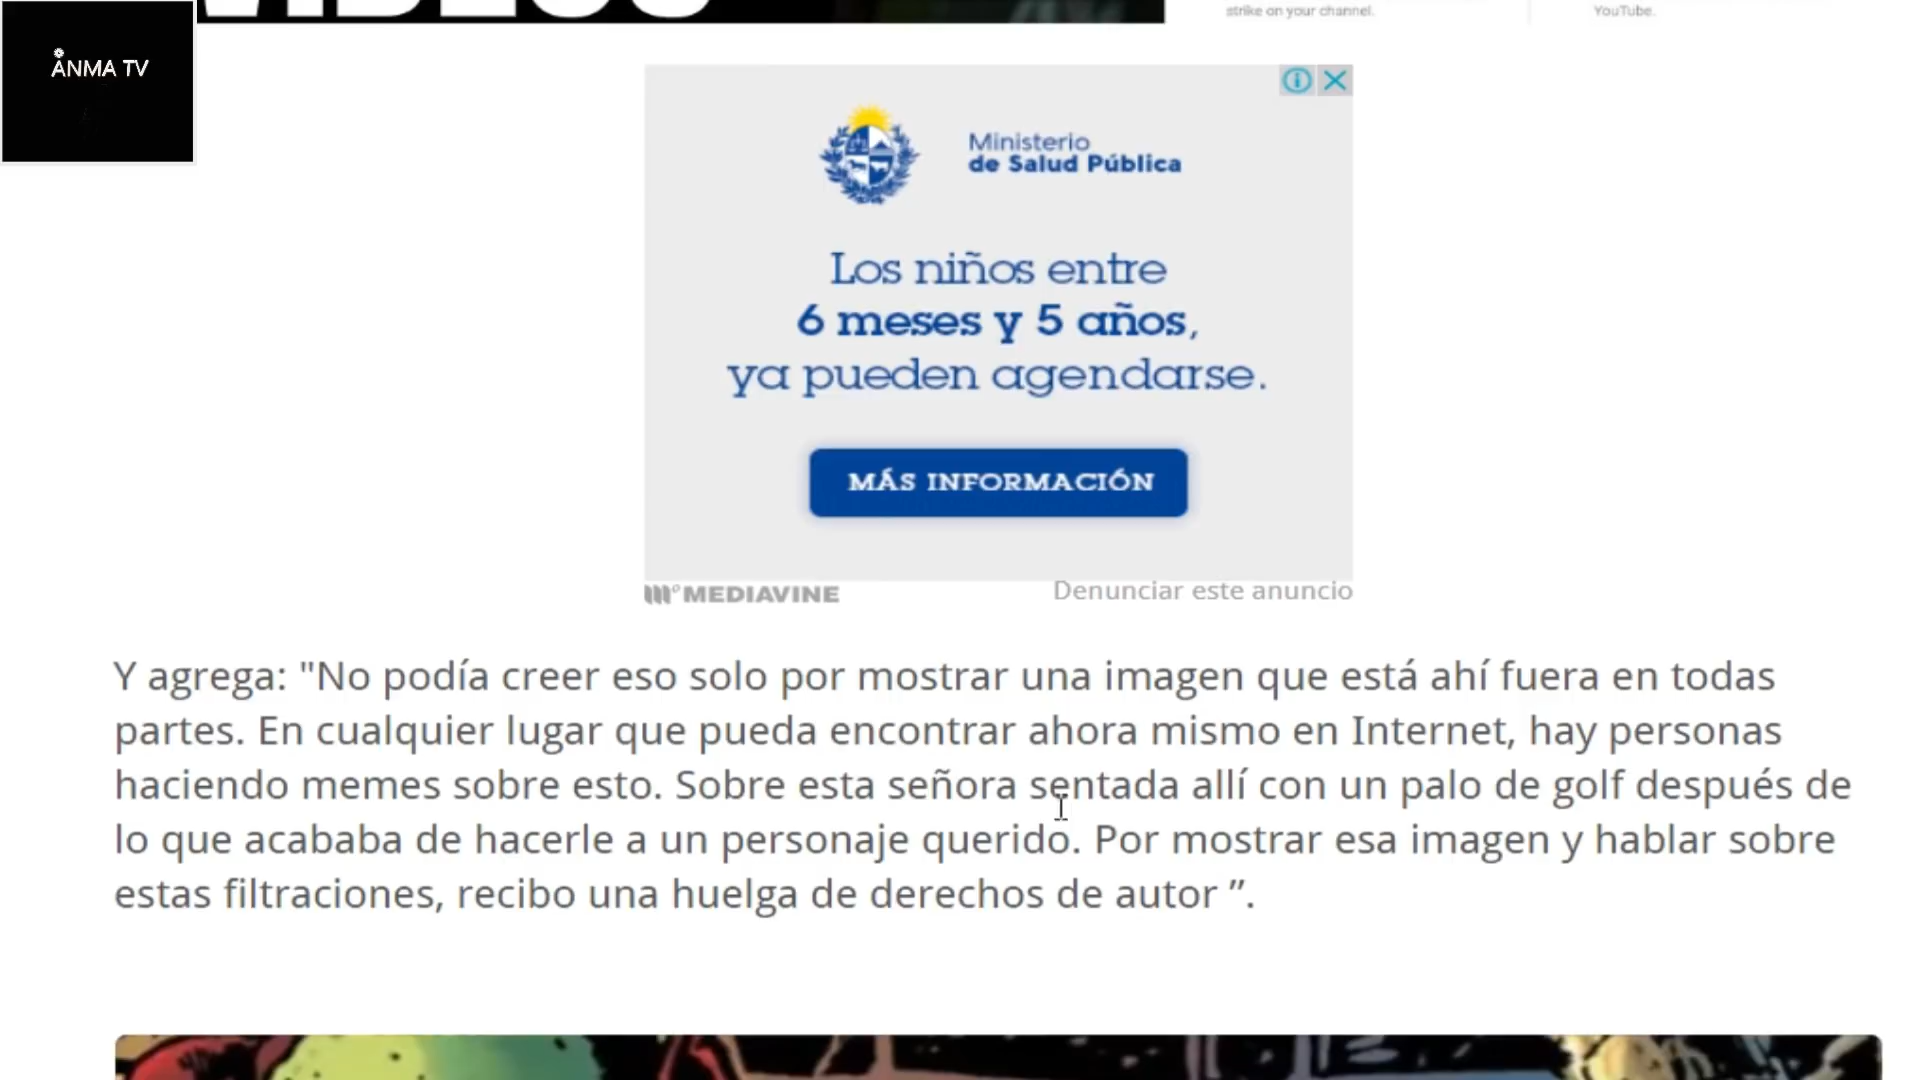 VIDEOS
strike on your channel.
YouTube.
ÅNMA TV
Ministerio
de Salud Pública
Los niños entre
6 meses y 5 años,
ya pueden agendarse.
MÁS INFORMACIÓN
MEDIAVINE
Denunciar este anuncio
Y agrega: "No podía creer eso solo por mostrar una imagen que está ahí fuera en todas
partes. En cualquier lugar que pueda encontrar ahora mismo en Internet, hay personas
haciendo memes sobre esto. Sobre esta señora sentada allí con un palo de golf después de
lo que acababa de hacerle a un personaje querido. Por mostrar esa imagen y hablar sobre
estas filtraciones, recibo una huelga de derechos de autor ”.